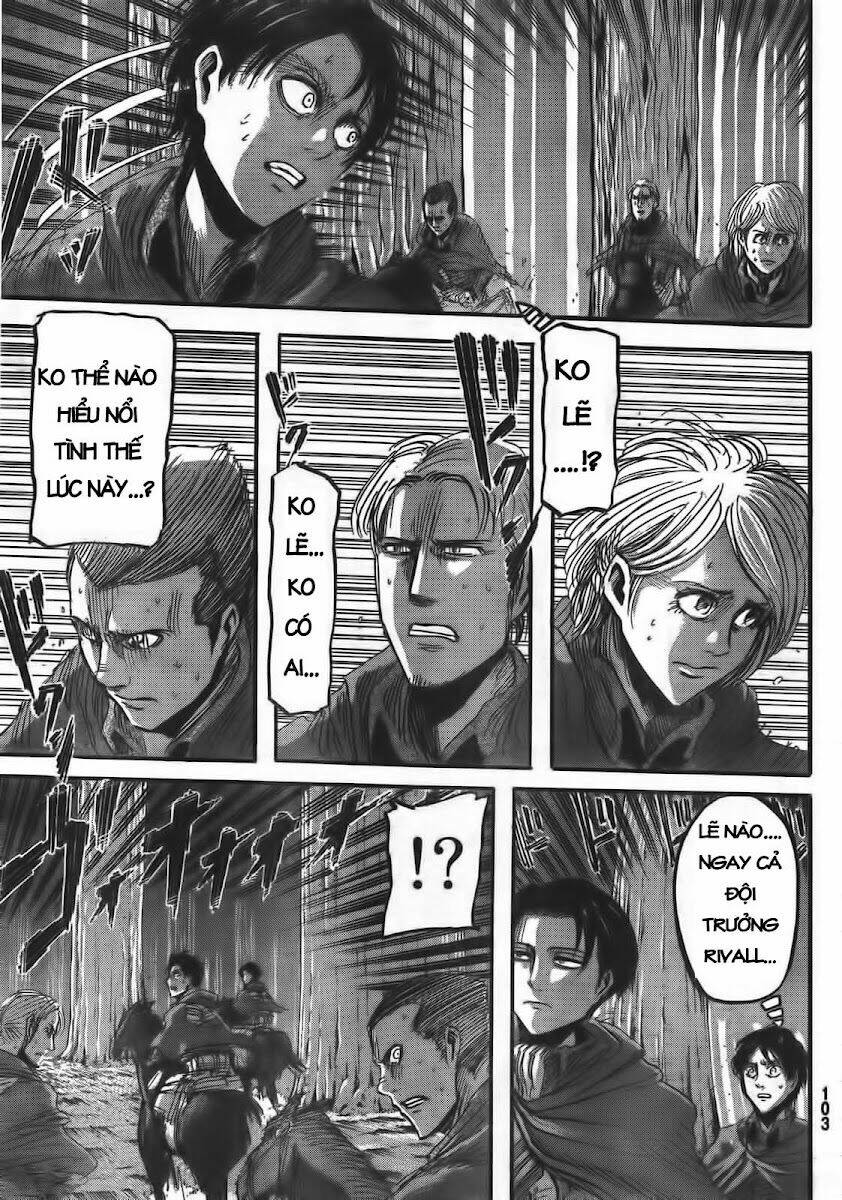 KO
LẼ
....!?
KO
LẼ...
KO
CÓ
AI...
KO THỂ NÀO
HIỂU NỔI
TÌNH THẾ
LÚC NÀY...?
LẼ NÀO....
NGAY CẢ
ĐỘI
TRƯỞNG
RIVALL...
!?
103